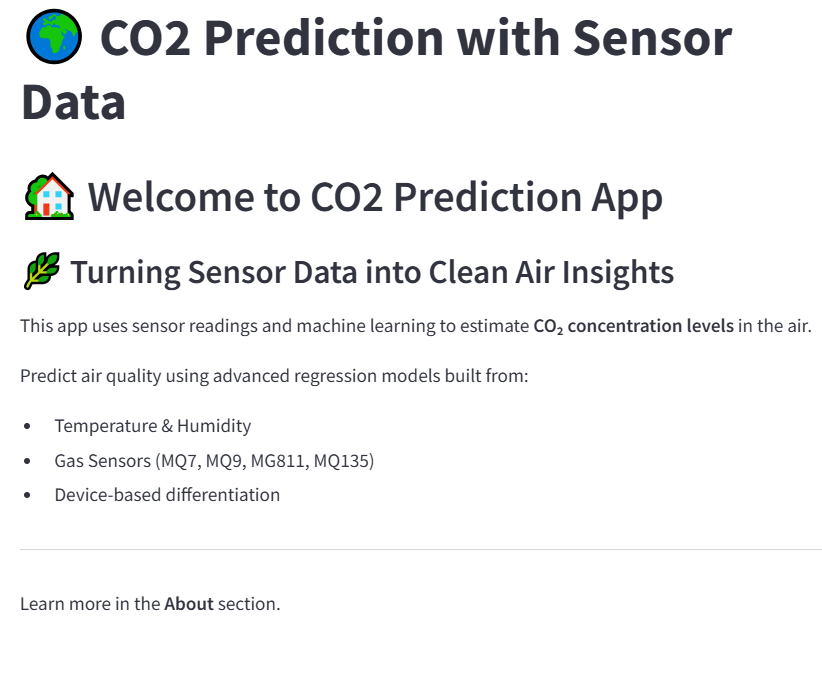 CO2 Prediction with Sensor
Data
Welcome to CO2 Prediction App
Turning Sensor Data into Clean Air Insights
This app uses sensor readings and machine learning to estimate CO₂ concentration levels in the air.
Predict air quality using advanced regression models built from:
• Temperature & Humidity
• Gas Sensors (MQ7, MQ9, MG811, MQ135)
• Device-based differentiation
Learn more in the About section.